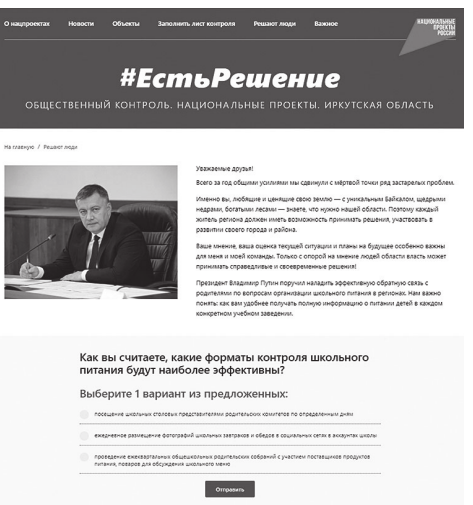 О нацпроектах Новости Объекты Заполнить лист контроля Решают люди Важное
НАЦИОНАЛЬНЫЕ
ПРОЕКТЫ
РОССИИ
#ЕстьРешение
ОБЩЕСТВЕННЫЙ КОНТРОЛЬ. НАЦИОНАЛЬНЫЕ ПРОЕКТЫ. ИРКУТСКАЯ ОБЛАСТЬ
На главную / Решают люди
Уважаемые друзья!
Всего за год общими усилиями мы сдвинули с мёртвой точки ряд застарелых проблем.
Именно вы, любящие и ценящие свою землю — с уникальным Байкалом, щедрыми
недрами, богатыми лесами — знаете, что нужно нашей области. Поэтому каждый
житель региона должен иметь возможность принимать решения, участвовать в
развитии своего города и района.
Ваше мнение, ваша оценка текущей ситуации и планы на будущее особенно важны
для меня и моей команды. Только с опорой на мнение людей области власть может
принимать справедливые и своевременные решения!
Президент Владимир Путин поручил наладить эффективную обратную связь с
родителями по вопросам организации школьного питания в регионах. Нам важно
понять: как вам удобнее получать полную информацию о питании детей в каждом
конкретном учебном заведении.
Как вы считаете, какие форматы контроля школьного
питания будут наиболее эффективны?
Выберите 1 вариант из предложенных:
посещение школьных столовых представителями родительских комитетов по определенным дням
ежедневное размещение фотографий школьных завтраков и обедов в социальных сетях в аккаунтах школы
проведение ежеквартальных общешкольных родительских собраний с участием поставщиков продуктов
питания, поваров для обсуждения школьного меню
Отправить